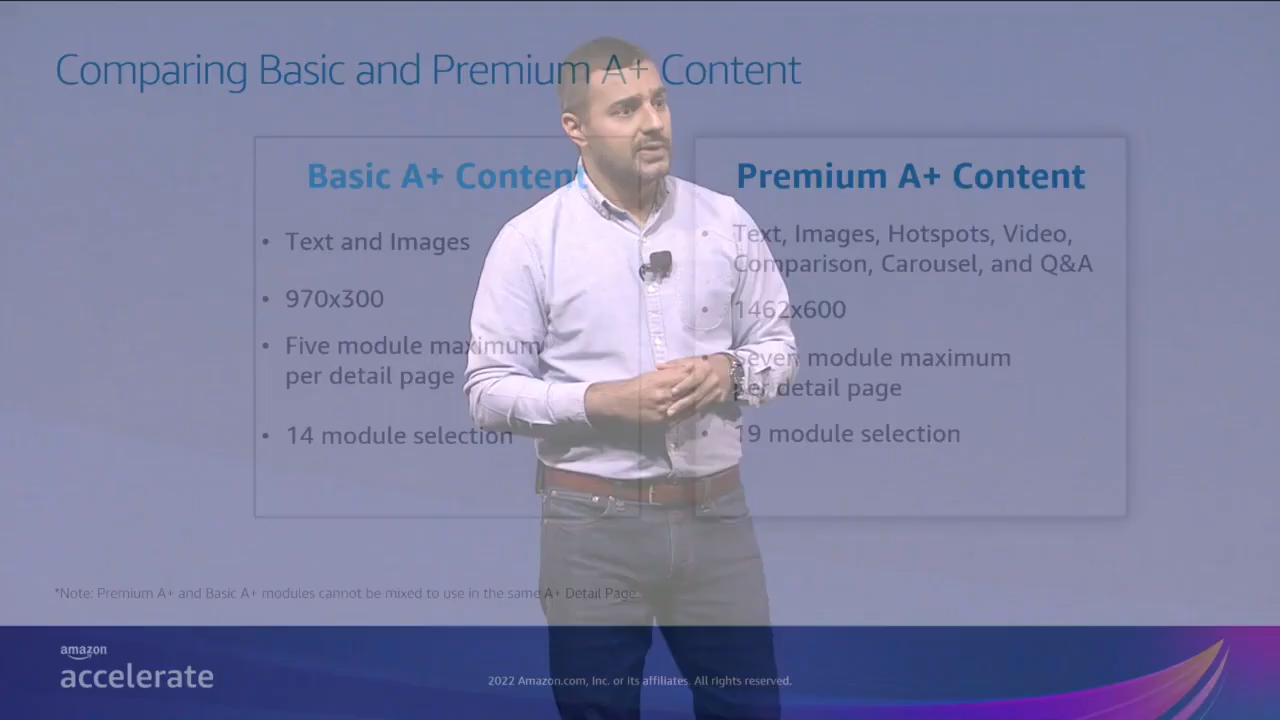 Comparing Basic and Premium A+ Content
Basic A+ Content
• Text and Images
• 970x300
• Five module maximum
per detail page
• 14 module selection
Premium A+ Content
• Text, Images, Hotspots, Video,
Comparison, Carousel, and Q&A
• 1462x600
• Seven module maximum
per detail page
• 19 module selection
*Note: Premium A+ and Basic A+ modules cannot be mixed to use in the same A+ Detail Page
amazon
accelerate
2022 Amazon.com, Inc. or its affiliates. All rights reserved.